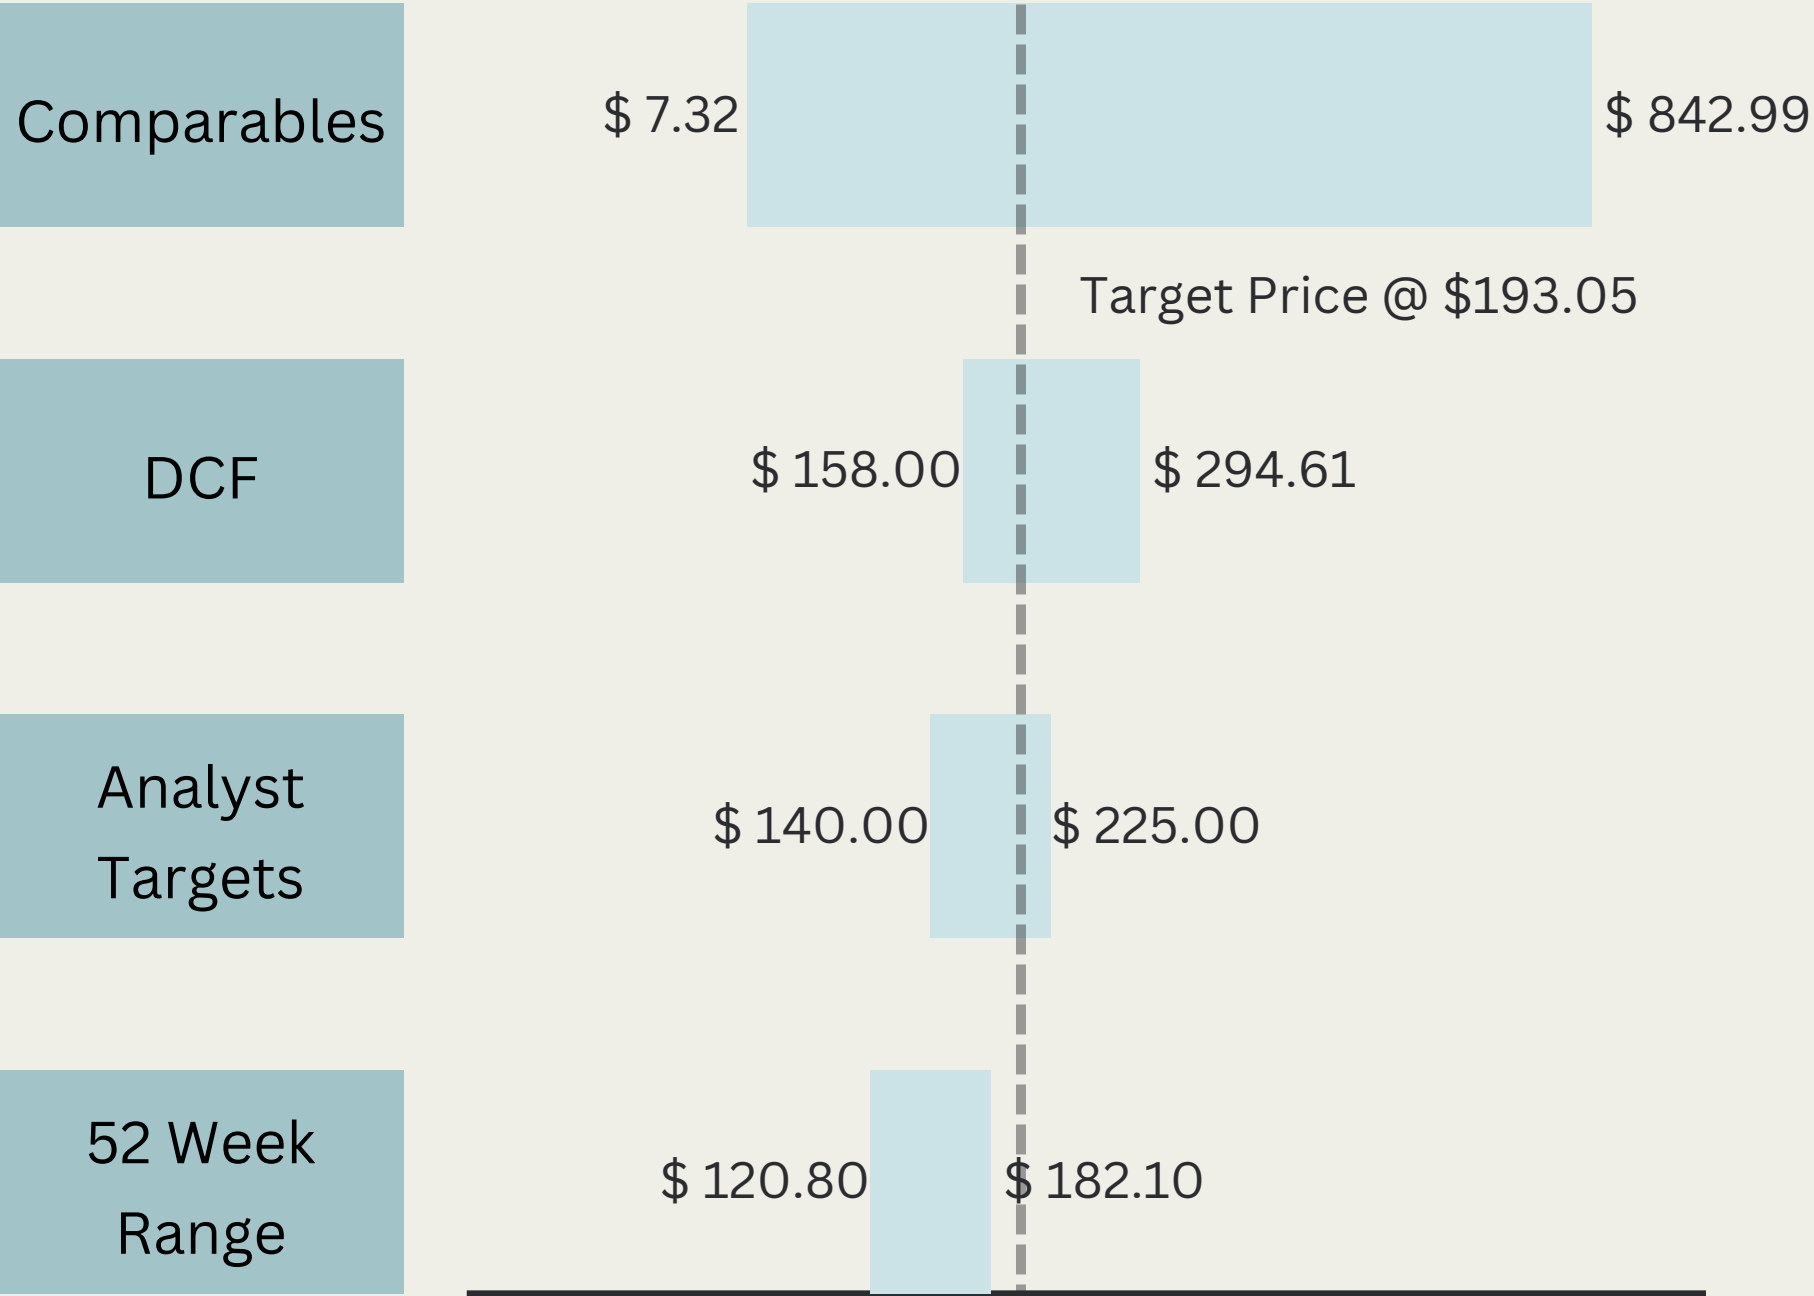 Comparables
$ 7.32
$ 842.99
Target Price @ $193.05
DCF
$ 158.00
$ 294.61
Analyst
Targets
$ 140.00
$ 225.00
52 Week
Range
$ 120.80
$ 182.10